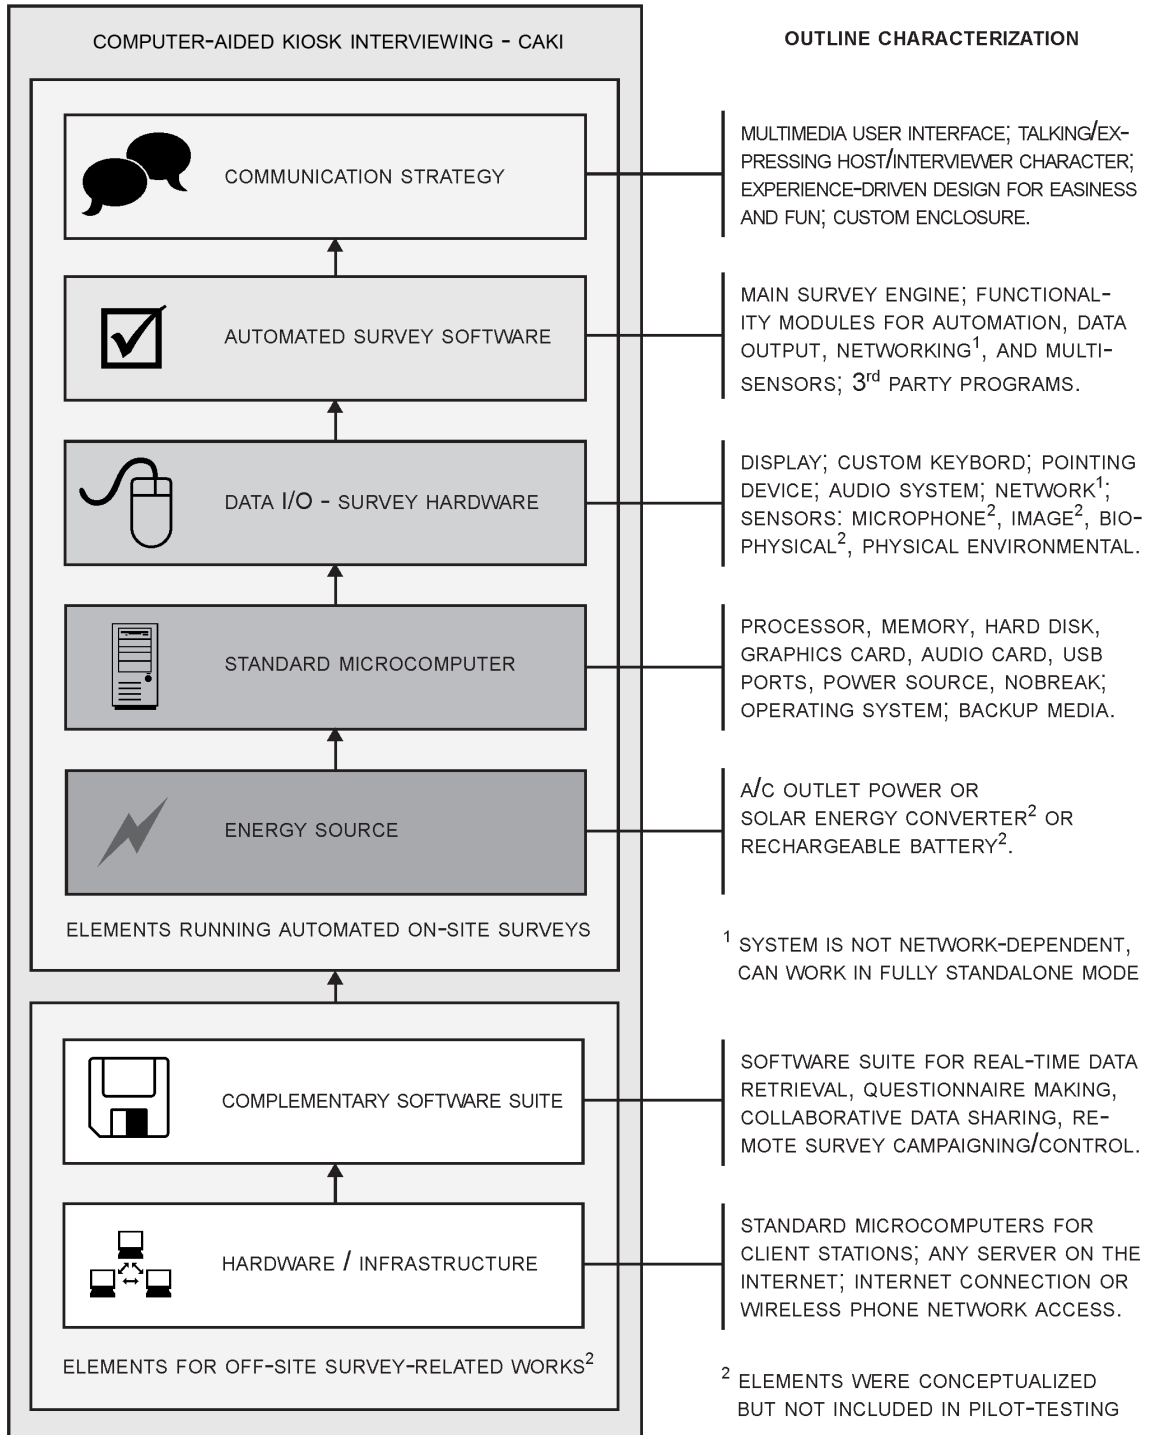 COMPUTER-AIDED KIOSK INTERVIEWING - CAKI
OUTLINE CHARACTERIZATION
COMMUNICATION STRATEGY
MULTIMEDIA USER INTERFACE; TALKING/EX-
PRESSING HOST/INTERVIEWER CHARACTER;
EXPERIENCE-DRIVEN DESIGN FOR EASINESS
AND FUN; CUSTOM ENCLOSURE.
AUTOMATED SURVEY SOFTWARE
MAIN SURVEY ENGINE; FUNCTIONAL-
ITY MODULES FOR AUTOMATION, DATA
OUTPUT, NETWORKING¹, AND MULTI-
SENSORS; 3rd PARTY PROGRAMS.
DATA I/O - SURVEY HARDWARE
DISPLAY; CUSTOM KEYBORD; POINTING
DEVICE; AUDIO SYSTEM; NETWORK¹;
SENSORS: MICROPHONE², IMAGE², BIO-
PHYSICAL², PHYSICAL ENVIRONMENTAL.
STANDARD MICROCOMPUTER
PROCESSOR, MEMORY, HARD DISK,
GRAPHICS CARD, AUDIO CARD, USB
PORTS, POWER SOURCE, NOBREAK;
OPERATING SYSTEM; BACKUP MEDIA.
ENERGY SOURCE
A/C OUTLET POWER OR
SOLAR ENERGY CONVERTER² OR
RECHARGEABLE BATTERY².
ELEMENTS RUNNING AUTOMATED ON-SITE SURVEYS
¹ SYSTEM IS NOT NETWORK-DEPENDENT,
CAN WORK IN FULLY STANDALONE MODE
COMPLEMENTARY SOFTWARE SUITE
SOFTWARE SUITE FOR REAL-TIME DATA
RETRIEVAL, QUESTIONNAIRE MAKING,
COLLABORATIVE DATA SHARING, RE-
MOTE SURVEY CAMPAIGNING/CONTROL.
HARDWARE / INFRASTRUCTURE
STANDARD MICROCOMPUTERS FOR
CLIENT STATIONS; ANY SERVER ON THE
INTERNET; INTERNET CONNECTION OR
WIRELESS PHONE NETWORK ACCESS.
ELEMENTS FOR OFF-SITE SURVEY-RELATED WORKS²
² ELEMENTS WERE CONCEPTUALIZED
BUT NOT INCLUDED IN PILOT-TESTING